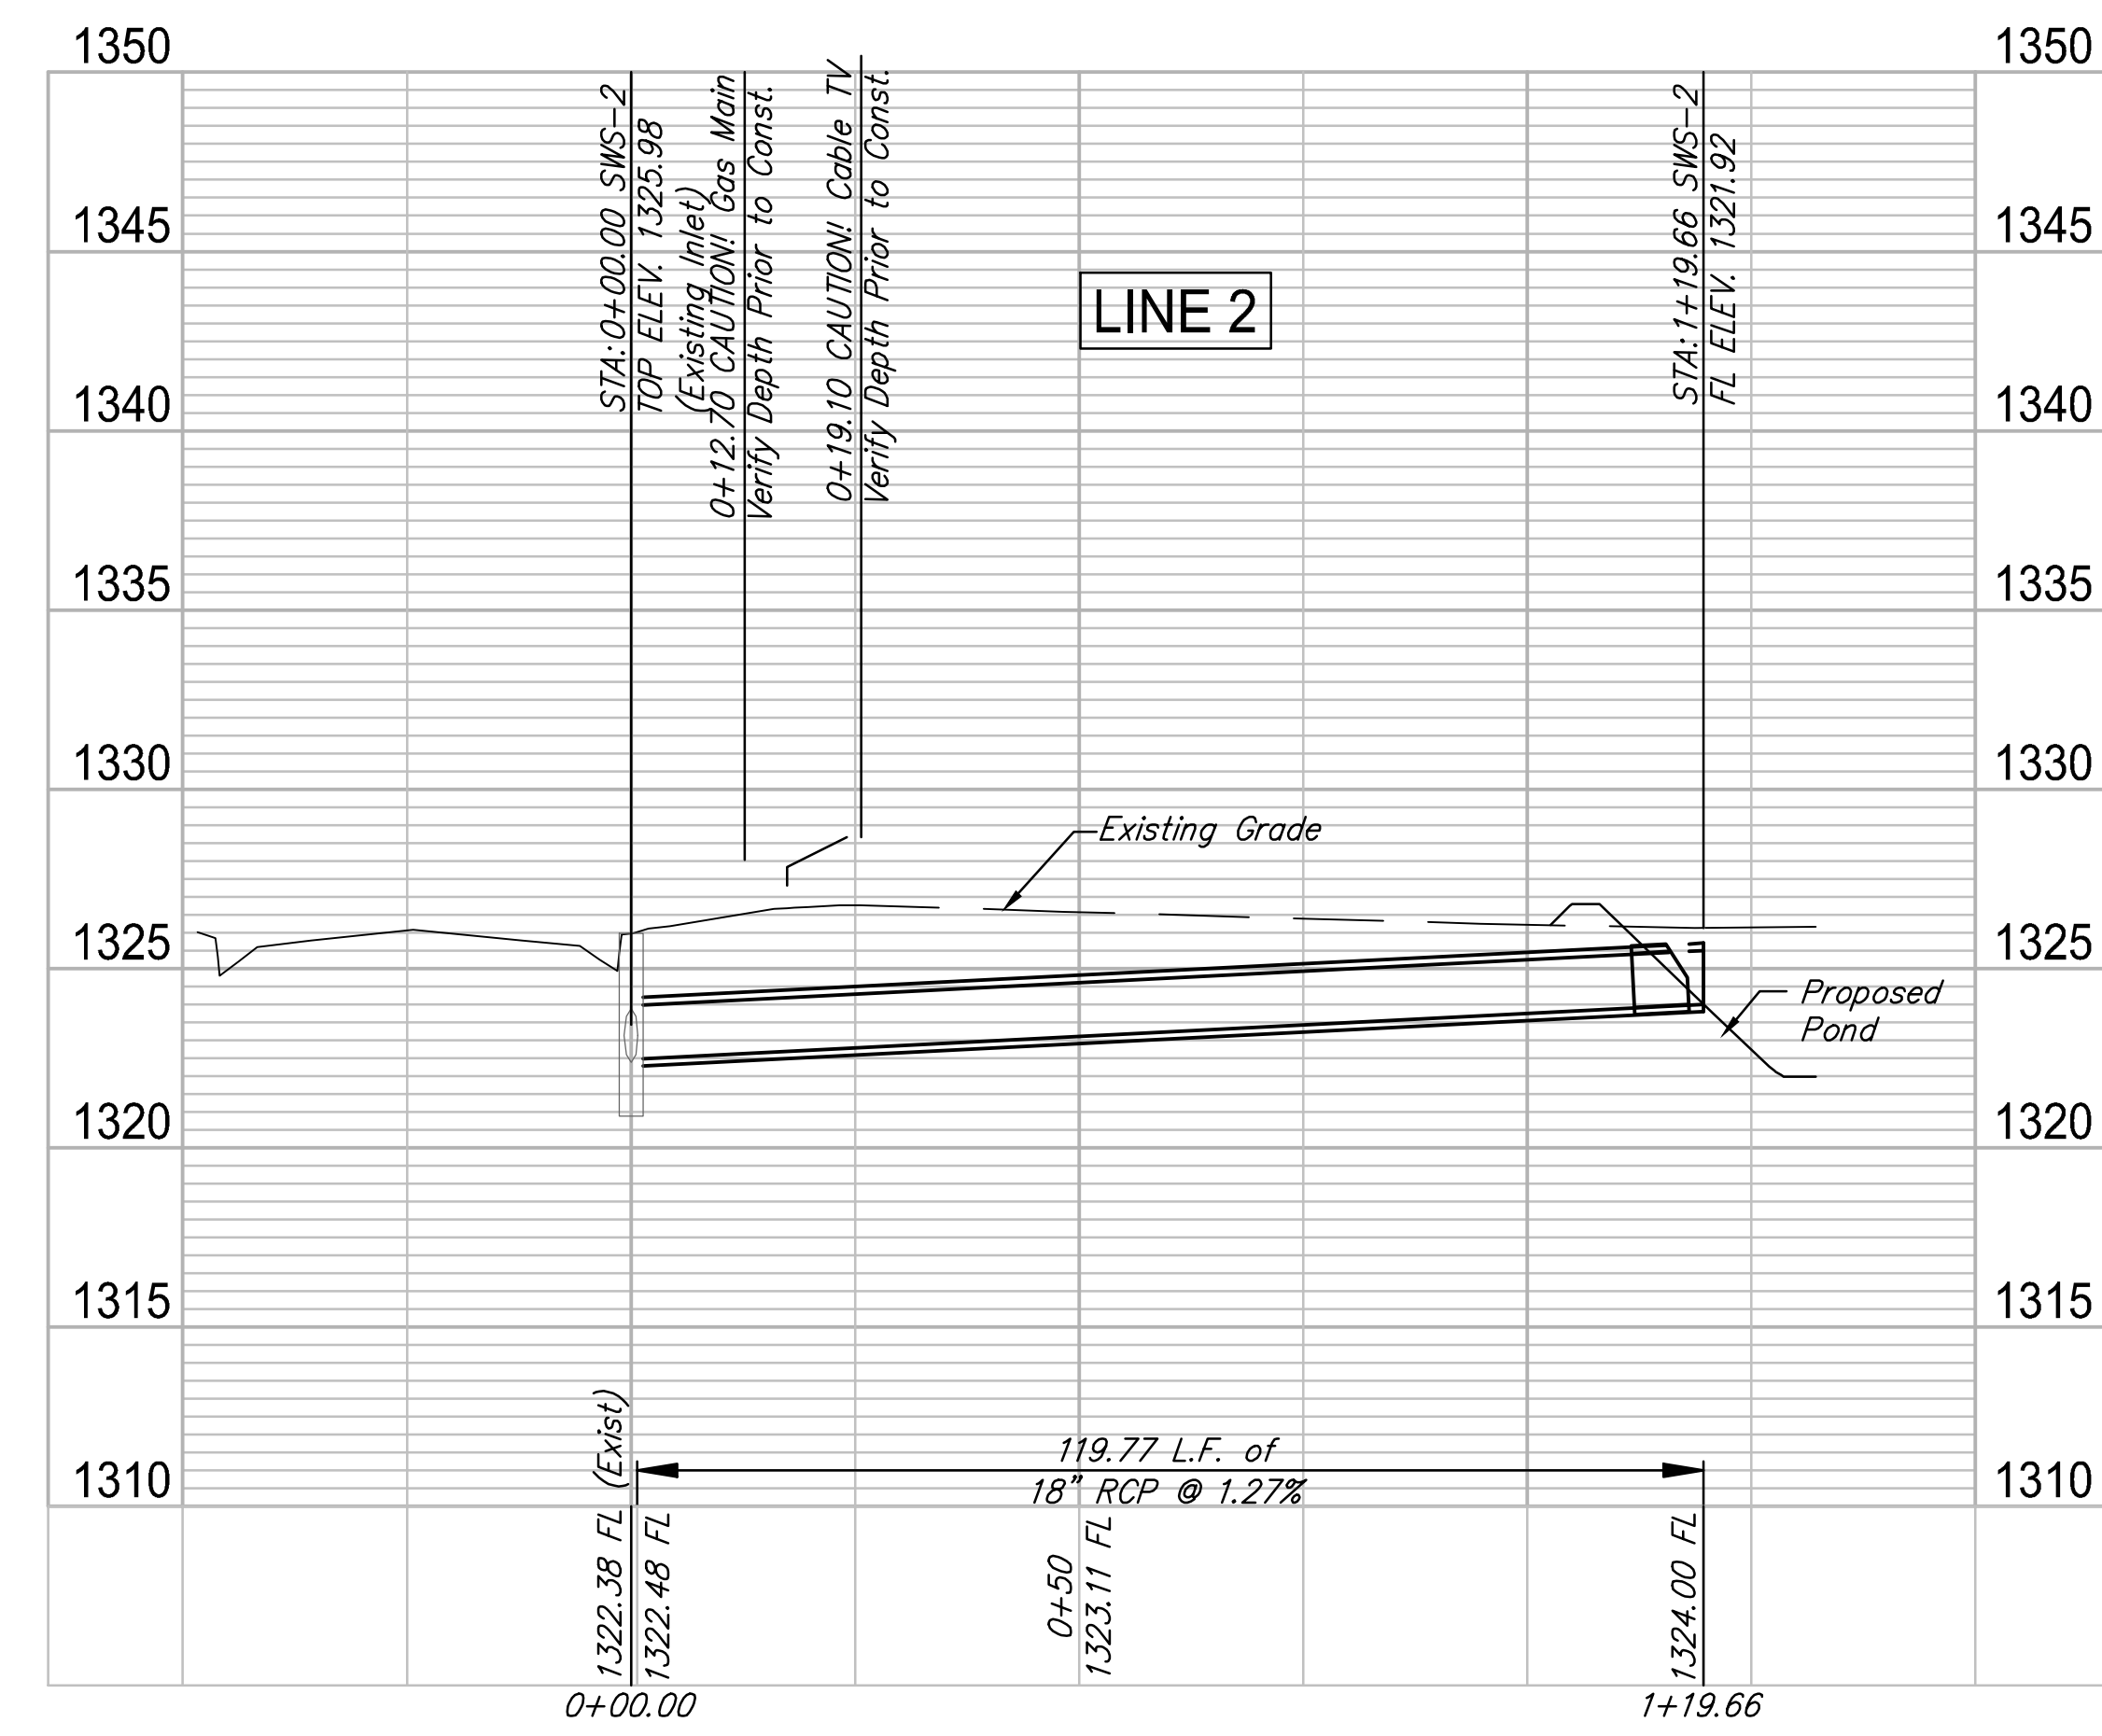 1350
1350
STA: 0+00.00 SWS-2
TOP ELEV. 1325.98
(Existing Inlet)
0+12.70 CAUTION! Gas Main
Verify Depth Prior to Const.
0+19.10 CAUTION! Cable TV
Verify Depth Prior to Const.
STA: 1+19.66 SWS-2
FL ELEV. 1321.92
1345
1345
LINE 2
1340
1340
1335
1335
1330
1330
Existing Grade
1325
1325
Proposed
Pond
1320
1320
1315
1315
1310
1310
119.77 L.F. of
18" RCP @ 1.27%
1322.38 FL (Exist)
1322.48 FL
0+50
1323.11 FL
1324.00 FL
0+00.00
1+19.66